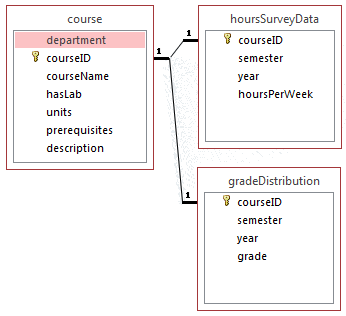 course
department
courseID
courseName
hasLab
units
prerequisites
description
1
1
1
hoursSurveyData
courseID
semester
year
hoursPerWeek
gradeDistribution
courseID
semester
year
grade